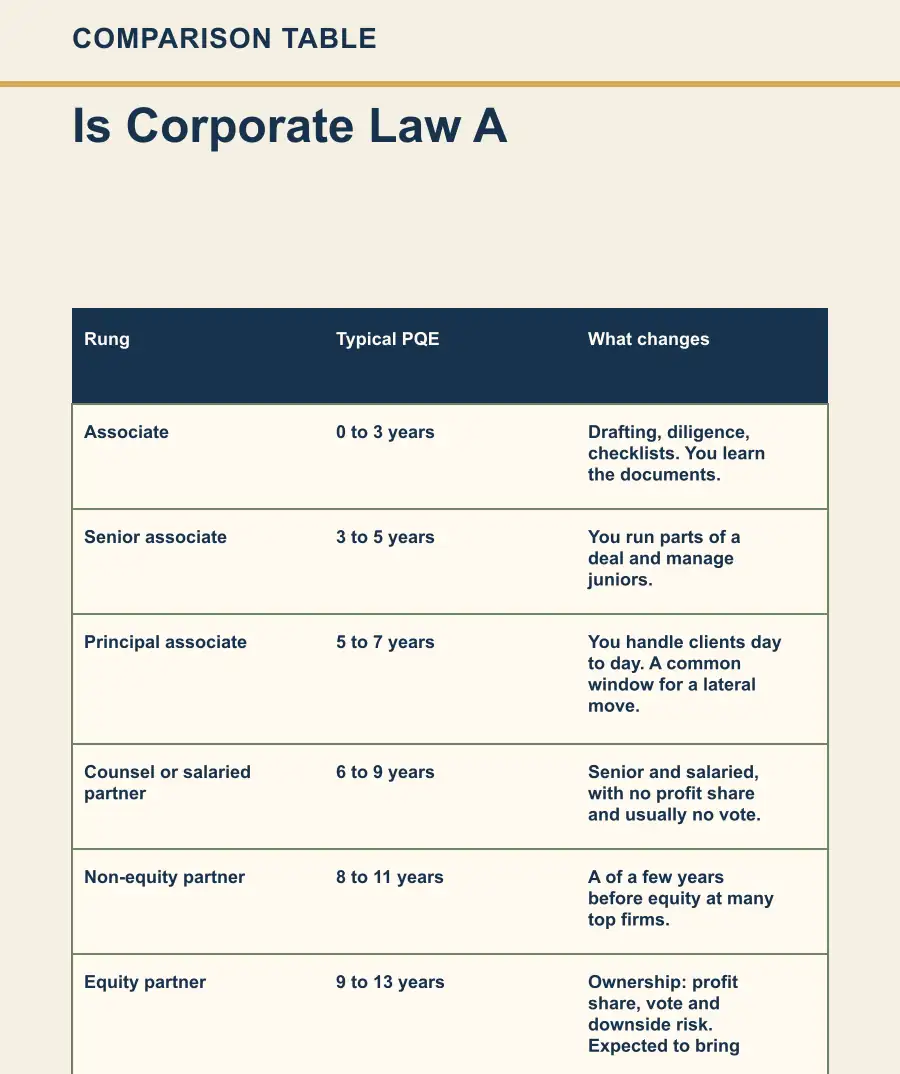 COMPARISON TABLE
Is Corporate Law A
Rung
Typical PQE
What changes
Associate
0 to 3 years
Drafting, diligence,
checklists. You learn
the documents.
Senior associate
3 to 5 years
You run parts of a
deal and manage
juniors.
Principal associate
5 to 7 years
You handle clients day
to day. A common
window for a lateral
move.
Counsel or salaried
partner
6 to 9 years
Senior and salaried,
with no profit share
and usually no vote.
Non-equity partner
8 to 11 years
A of a few years
before equity at many
top firms.
Equity partner
9 to 13 years
Ownership: profit
share, vote and
downside risk.
Expected to bring